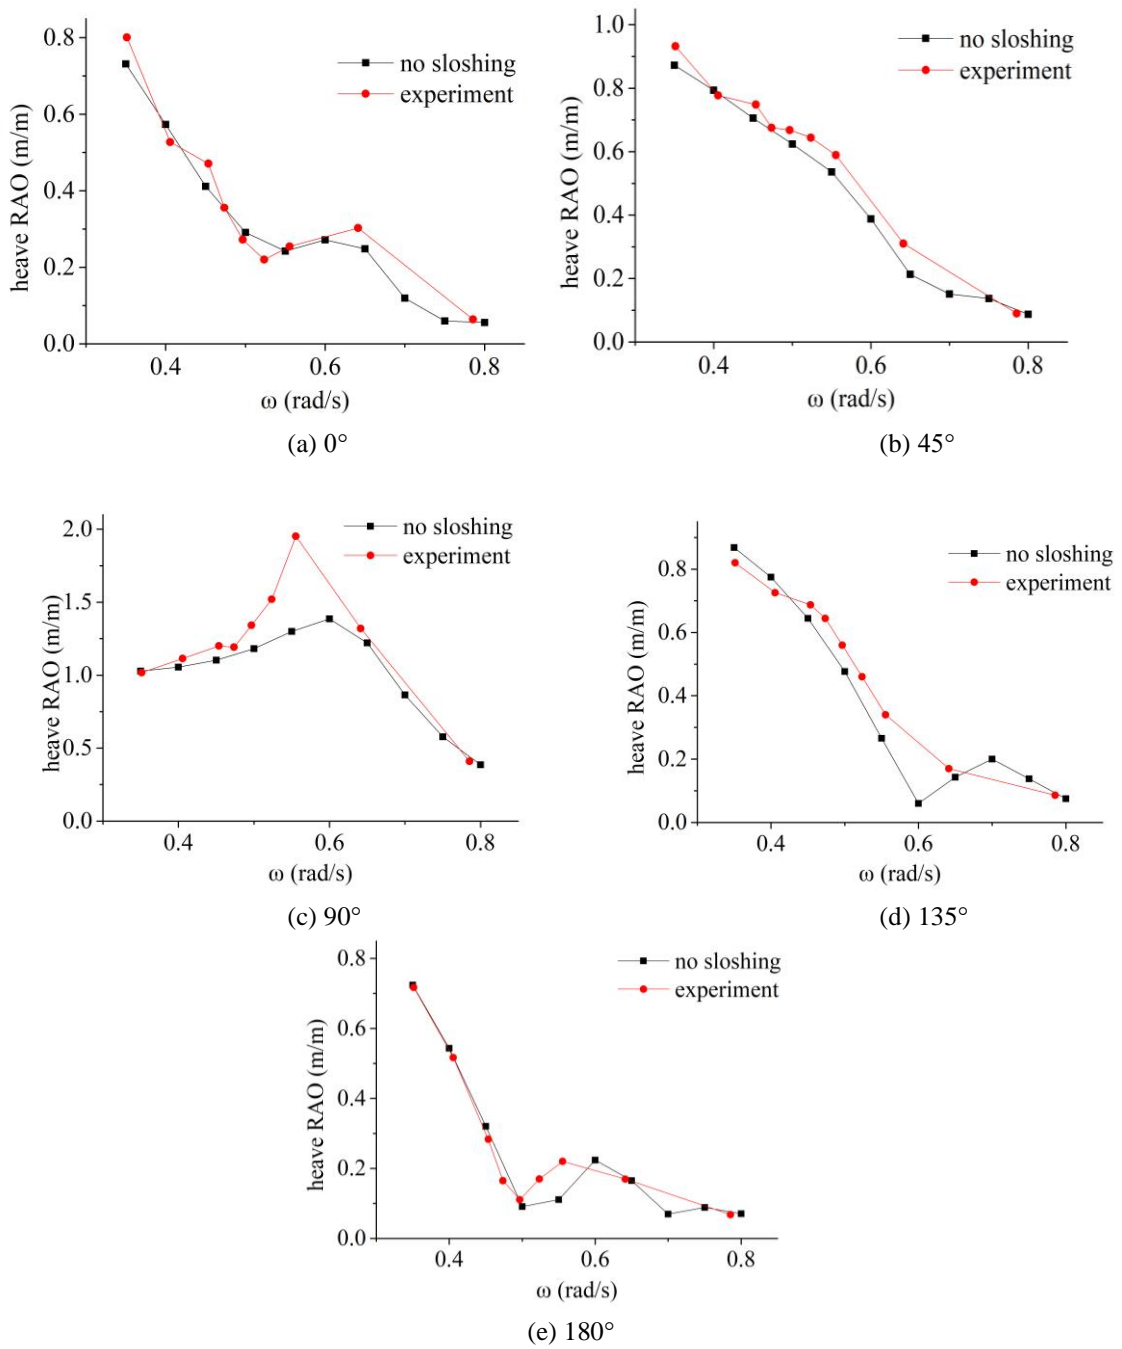 heave RAO (m/m)
0.8
0.6
0.4
0.2
0.0
0.4
0.6
0.8
ω (rad/s)
no sloshing
experiment
(a) 0°
heave RAO (m/m)
1.0
0.8
0.6
0.4
0.2
0.0
0.4
0.6
0.8
ω (rad/s)
no sloshing
experiment
(b) 45°
heave RAO (m/m)
2.0
1.5
1.0
0.5
0.0
0.4
0.6
0.8
ω (rad/s)
no sloshing
experiment
(c) 90°
heave RAO (m/m)
0.8
0.6
0.4
0.2
0.0
0.4
0.6
0.8
ω (rad/s)
no sloshing
experiment
(d) 135°
heave RAO (m/m)
0.8
0.6
0.4
0.2
0.0
0.4
0.6
0.8
ω (rad/s)
no sloshing
experiment
(e) 180°